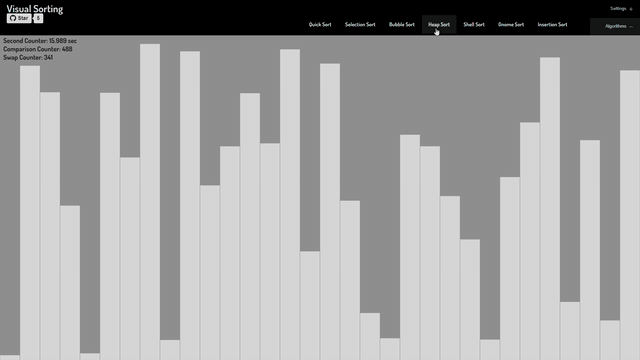 Visual Sorting
Star 6
Settings +
Quick Sort Selection Sort Bubble Sort Heap Sort Shell Sort Gnome Sort Insertion Sort
Algorithms —
Second Counter: 15.989 sec
Comparison Counter: 488
Swap Counter: 341